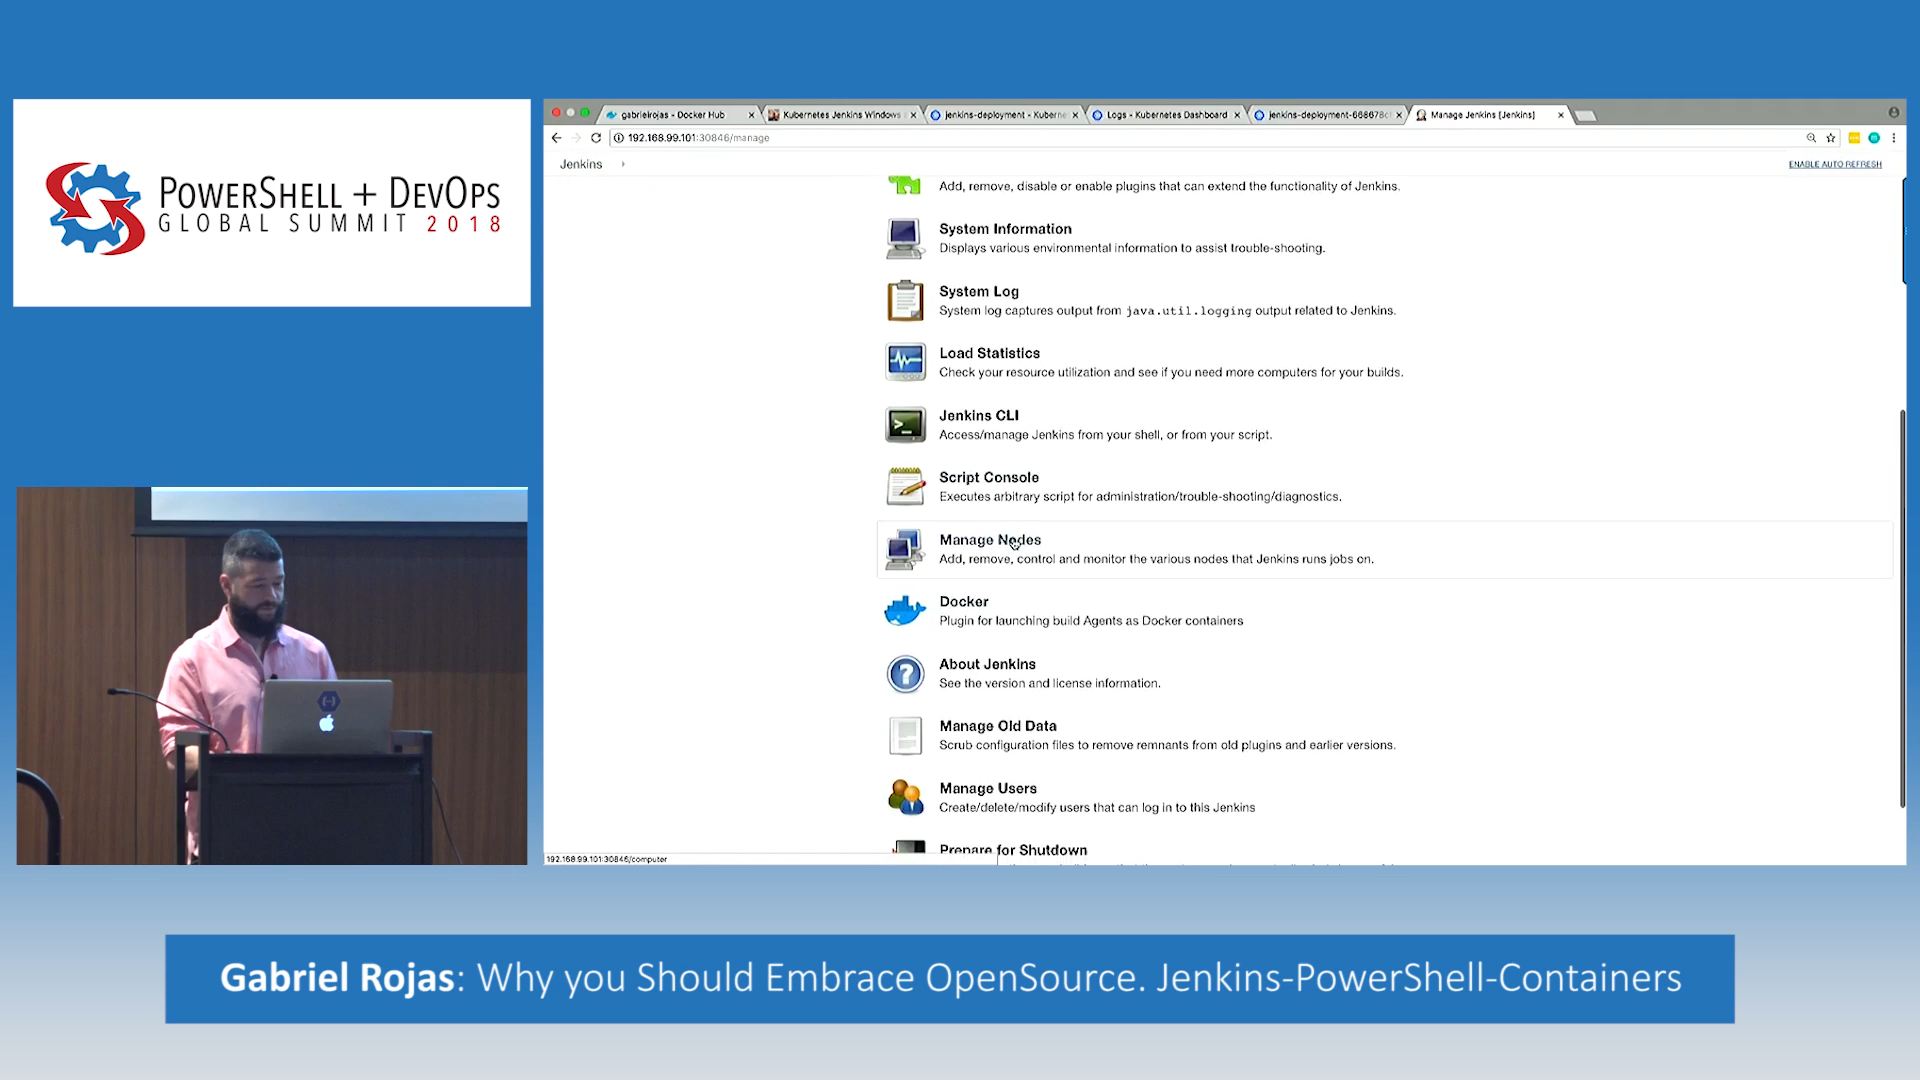 POWERSHELL + DEVOPS
GLOBAL SUMMIT 2018
gabrielrojas - Docker Hub
Kubernetes Jenkins Windows
jenkins-deployment - Kuberne
Logs - Kubernetes Dashboard
jenkins-deployment-668678c
Manage Jenkins [Jenkins]
192.168.99.101:30846/manage
Jenkins
ENABLE AUTO REFRESH
Add, remove, disable or enable plugins that can extend the functionality of Jenkins.
System Information
Displays various environmental information to assist trouble-shooting.
System Log
System log captures output from java.util.logging output related to Jenkins.
Load Statistics
Check your resource utilization and see if you need more computers for your builds.
Jenkins CLI
Access/manage Jenkins from your shell, or from your script.
Script Console
Executes arbitrary script for administration/trouble-shooting/diagnostics.
Manage Nodes
Add, remove, control and monitor the various nodes that Jenkins runs jobs on.
Docker
Plugin for launching build Agents as Docker containers
About Jenkins
See the version and license information.
Manage Old Data
Scrub configuration files to remove remnants from old plugins and earlier versions.
Manage Users
Create/delete/modify users that can log in to this Jenkins
Prepare for Shutdown
192.168.99.101:30846/computer
Gabriel Rojas: Why you Should Embrace OpenSource. Jenkins-PowerShell-Containers